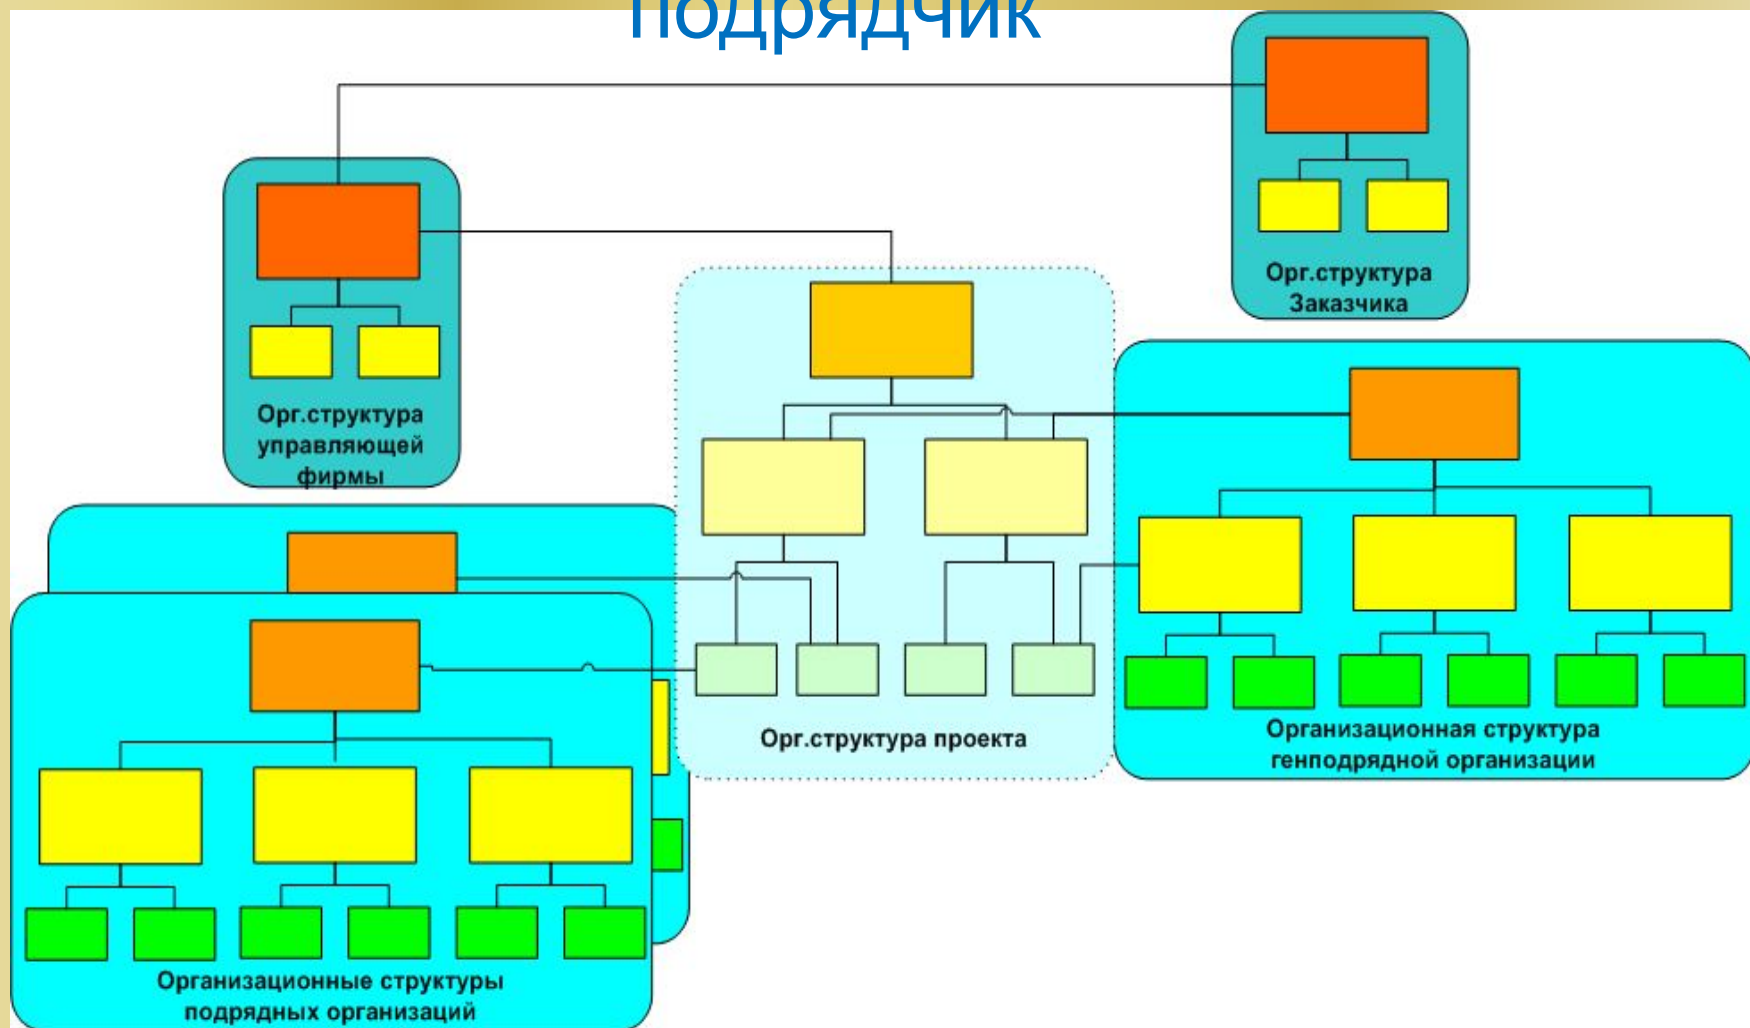 подрядчик
Орг.структура
Заказчика
Орг.структура
управляющей
фирмы
Орг.структура проекта
Организационная структура
генподрядной организации
Организационные структуры
подрядных организаций